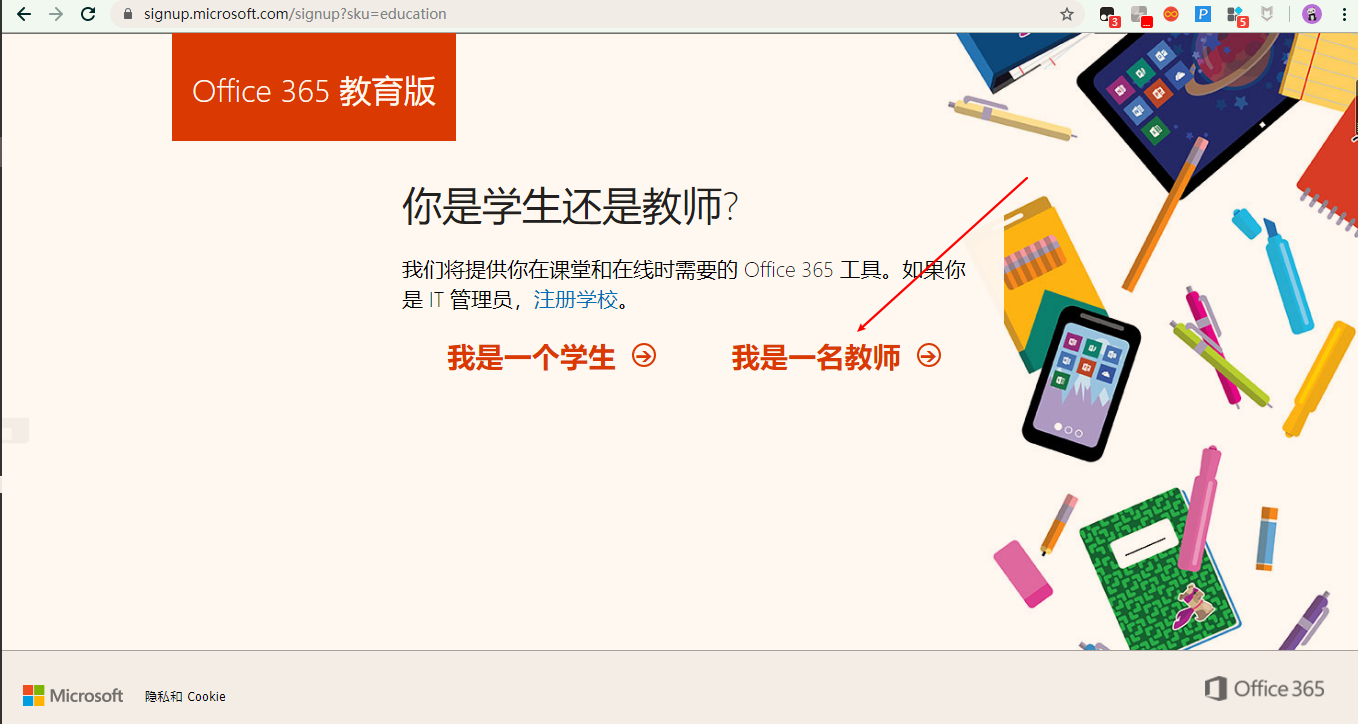 signup.microsoft.com/signup?sku=education
3
...
P
5
Office 365 教育版
你是学生还是教师?
我们将提供你在课堂和在线时需要的 Office 365 工具。如果你
是 IT 管理员，注册学校。
我是一个学生
我是一名教师
Microsoft
隐私和 Cookie
Office 365